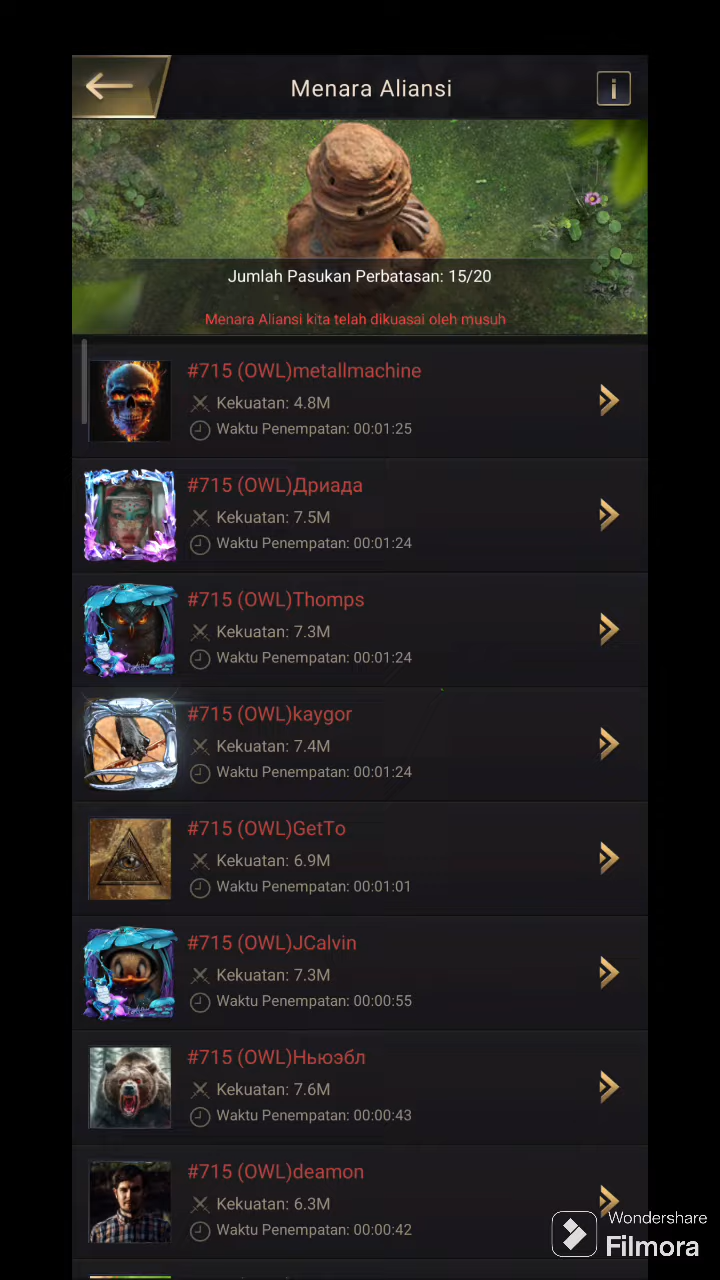 Menara Aliansi
i
Jumlah Pasukan Perbatasan: 15/20
Menara Aliansi kita telah dikuasai oleh musuh
#715 (OWL)metallmachine
Kekuatan: 4.8M
Waktu Penempatan: 00:01:25
#715 (OWL)Дриада
Kekuatan: 7.5M
Waktu Penempatan: 00:01:24
#715 (OWL)Thomps
Kekuatan: 7.3M
Waktu Penempatan: 00:01:24
#715 (OWL)kaygor
Kekuatan: 7.4M
Waktu Penempatan: 00:01:24
#715 (OWL)GetTo
Kekuatan: 6.9M
Waktu Penempatan: 00:01:01
#715 (OWL)JCalvin
Kekuatan: 7.3M
Waktu Penempatan: 00:00:55
#715 (OWL)Ньюэбл
Kekuatan: 7.6M
Waktu Penempatan: 00:00:43
#715 (OWL)deamon
Kekuatan: 6.3M
Waktu Penempatan: 00:00:42
Wondershare
Filmora